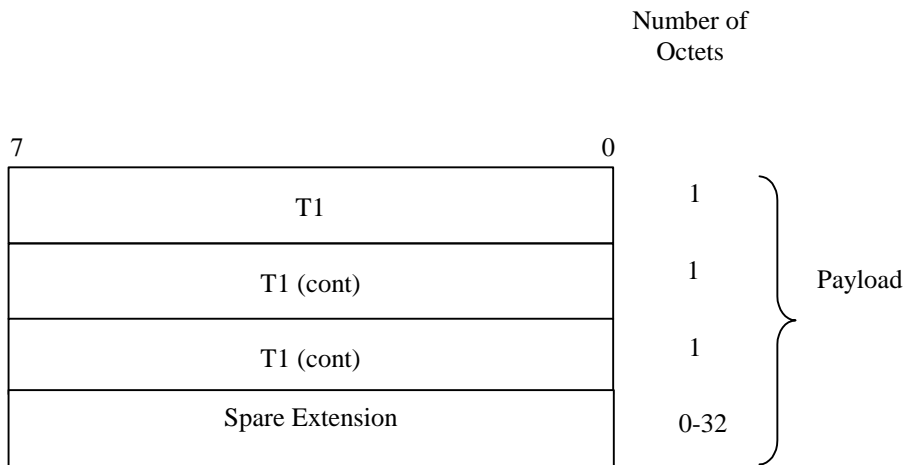 Number of
Octets
7 0
T1 1
T1 (cont) 1
Payload
T1 (cont) 1
Spare Extension 0-32